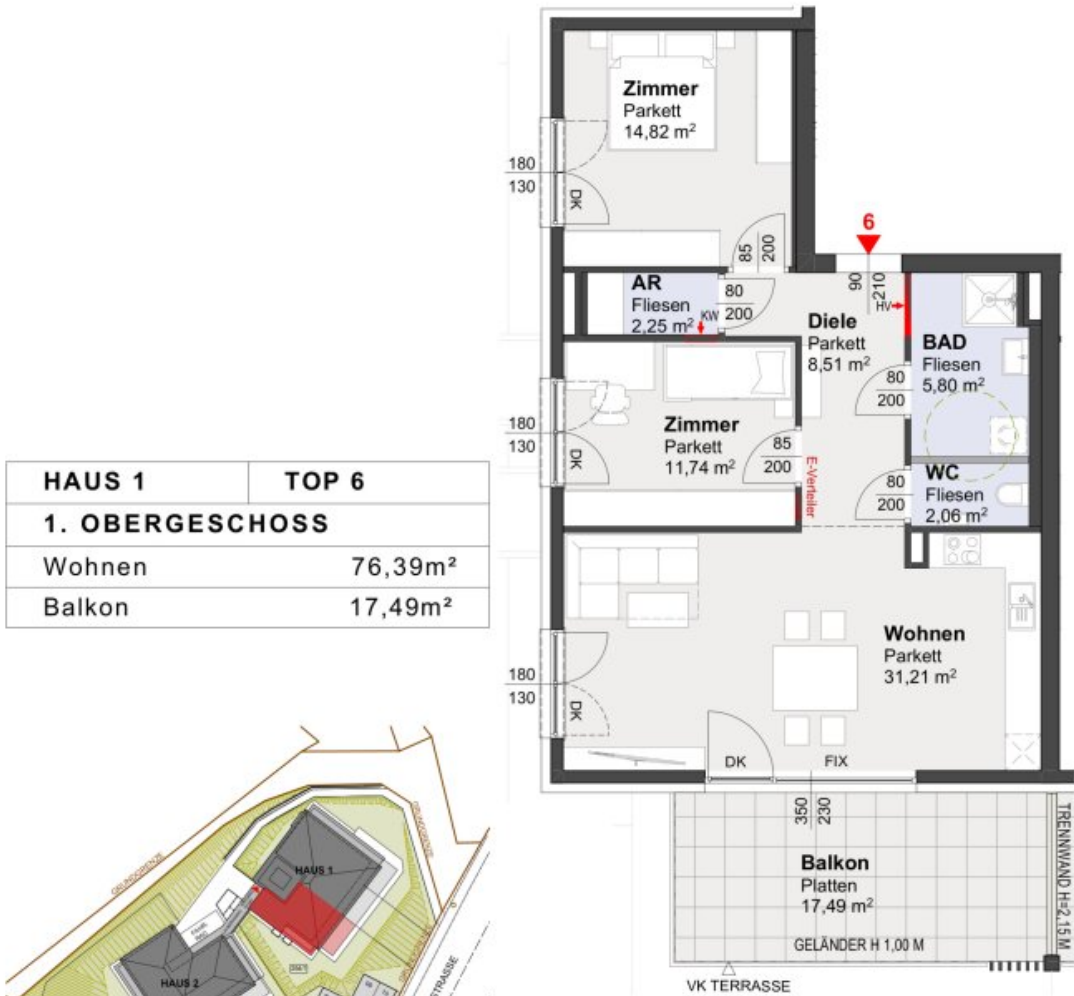 Zimmer
Parkett
14,82 m²
180
130
DK
85
200
6
90
210
AR
Fliesen
2,25 m²
KW
80
200
HV
Diele
Parkett
8,51 m²
BAD
Fliesen
5,80 m²
80
200
180
130
DK
Zimmer
Parkett
11,74 m²
85
200
E-Verteiler
WC
Fliesen
2,06 m²
80
200
HAUS 1 TOP 6
1. OBERGESCHOSS
Wohnen 76,39m²
Balkon 17,49m²
Wohnen
Parkett
31,21 m²
180
130
DK
DK
FIX
350
230
Balkon
Platten
17,49 m²
GELÄNDER H 1,00 M
TRENNWAND H=2,15 M
VK TERRASSE
GRUNDGRENZE
GRUNDGRENZE
HAUS 1
HAUS 2
STRASSE